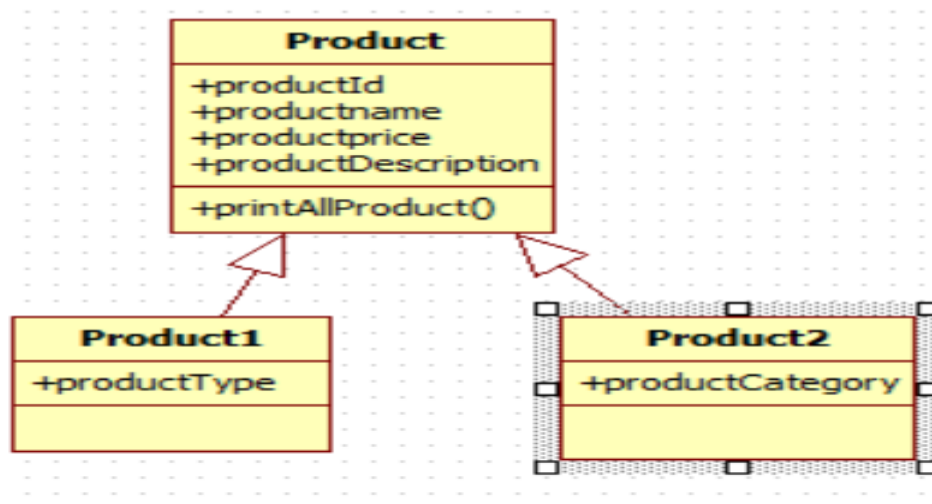 Product
+productId
+productname
+productprice
+productDescription
+printAllProduct()
Product1
+productType
Product2
+productCategory